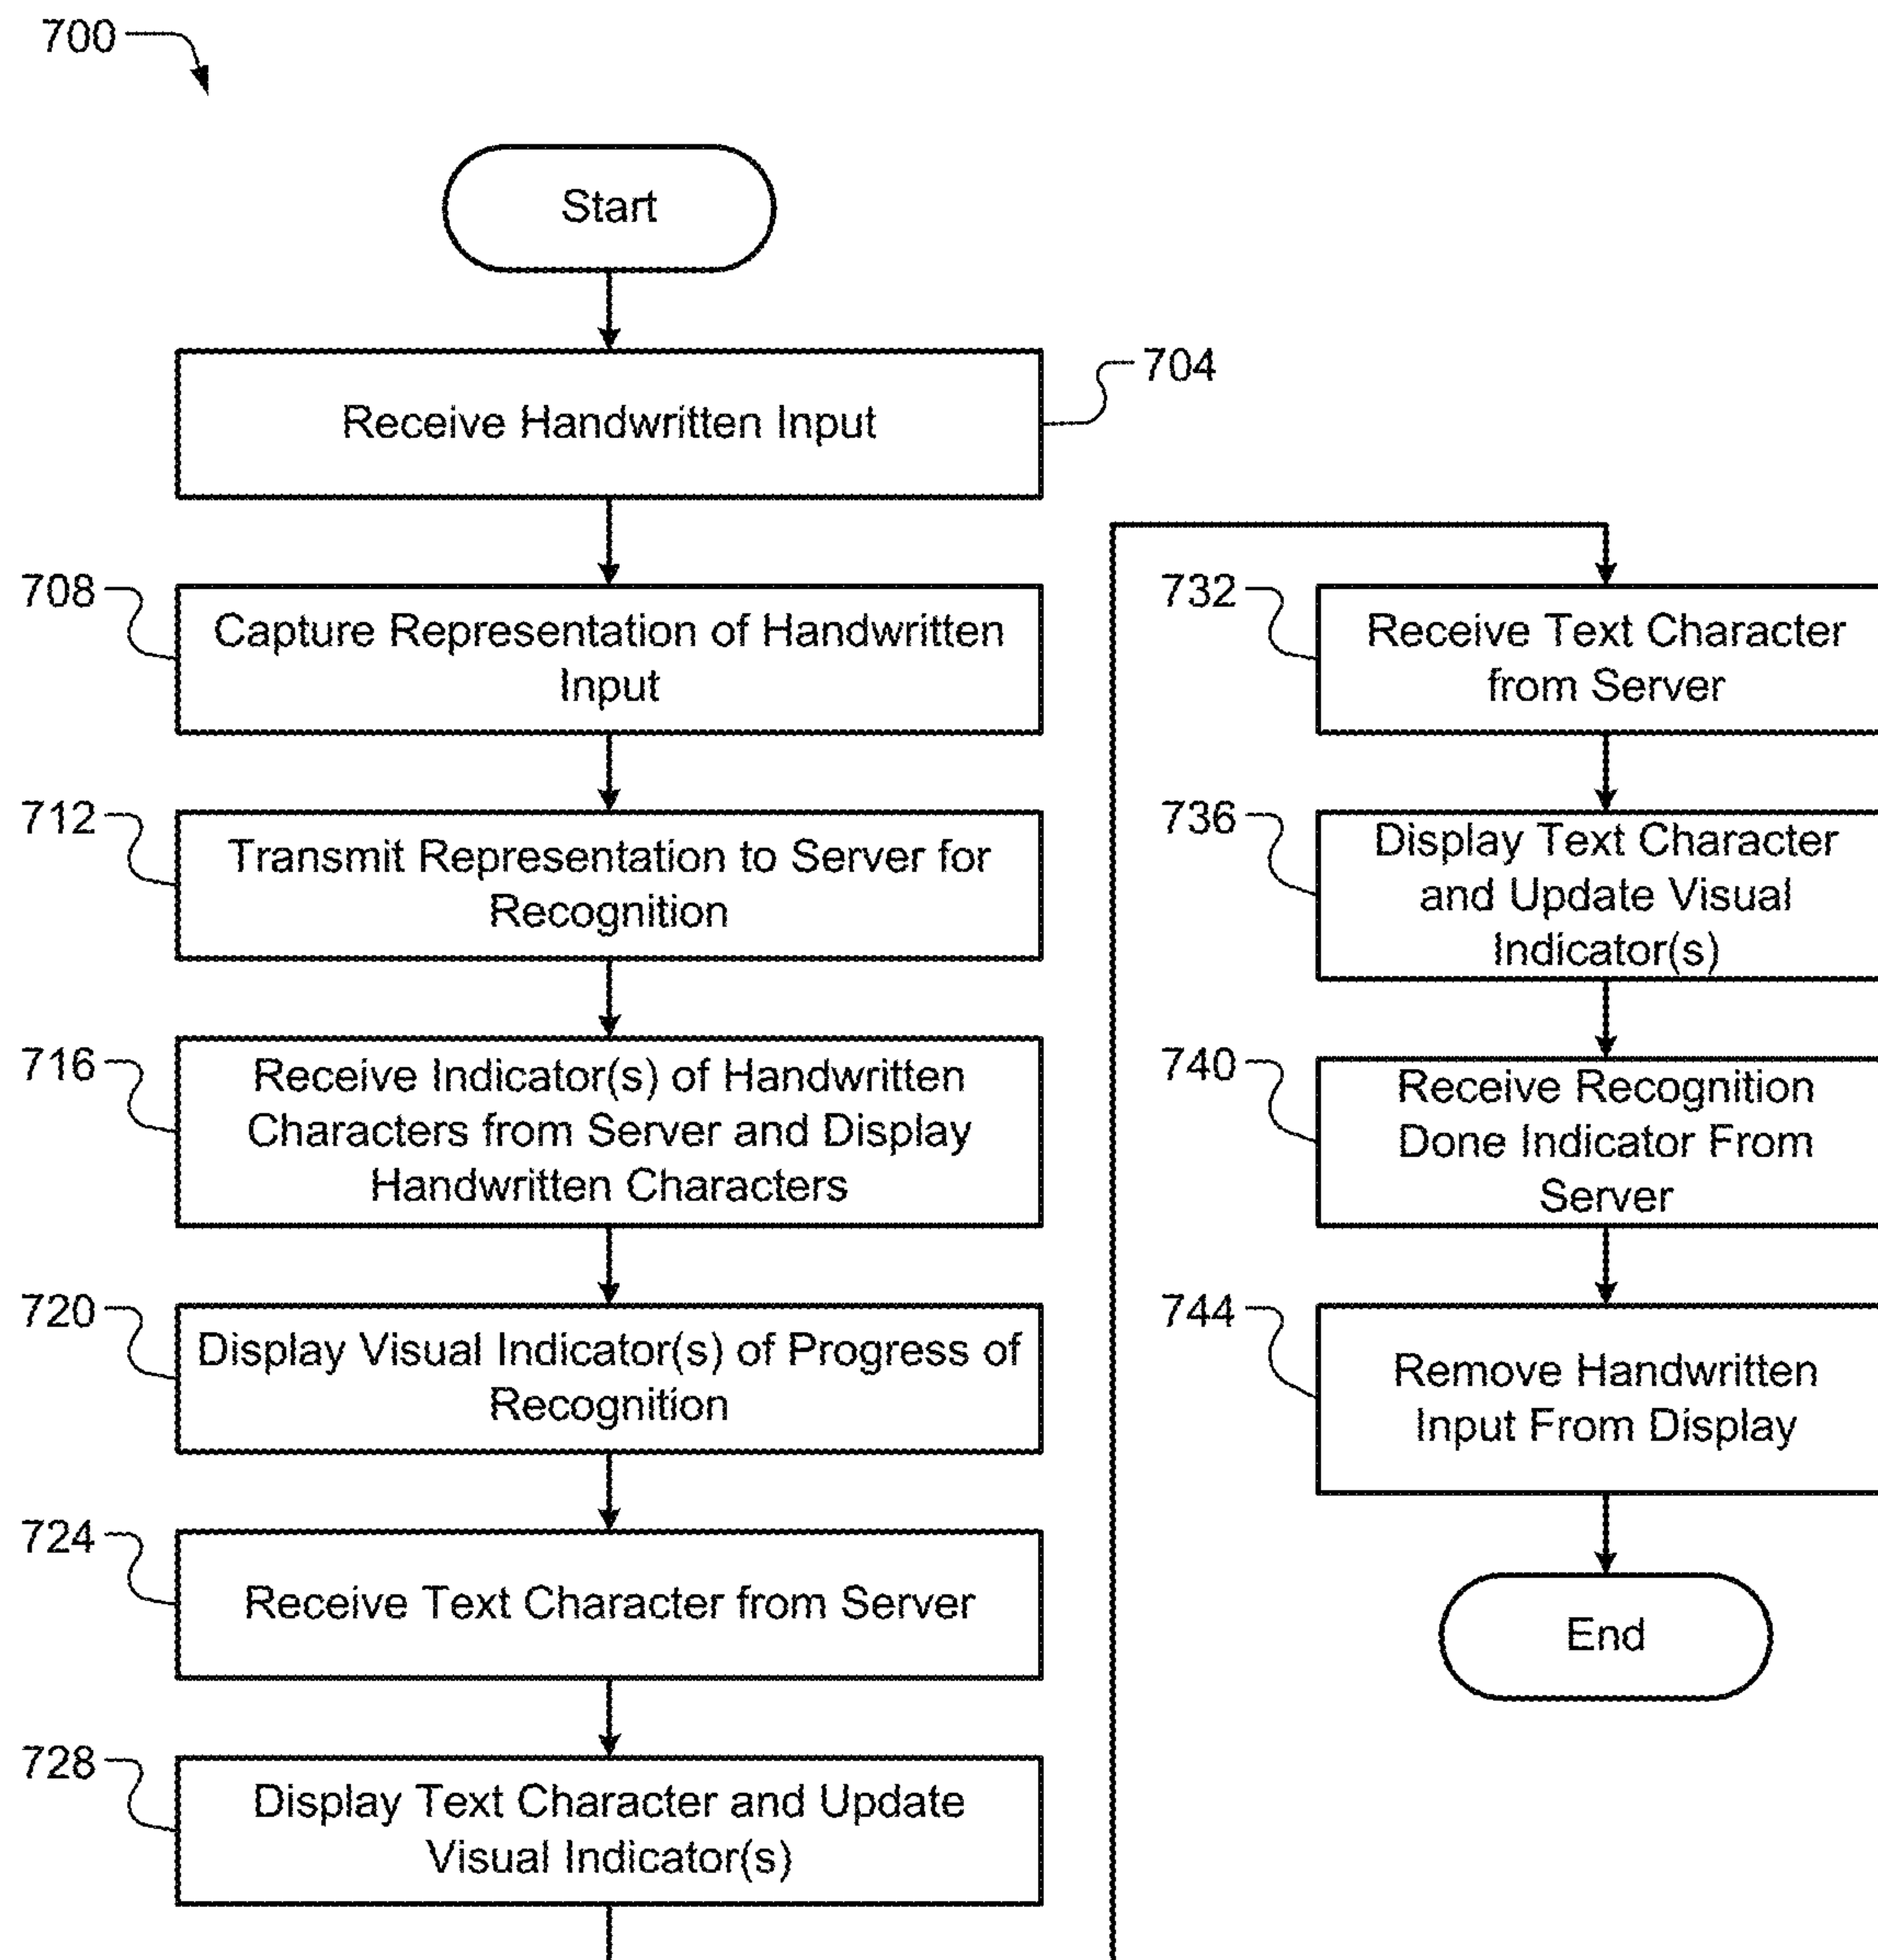 700
Start
Receive Handwritten Input
704
708
Capture Representation of Handwritten
Input
712
Transmit Representation to Server for
Recognition
716
Receive Indicator(s) of Handwritten
Characters from Server and Display
Handwritten Characters
720
Display Visual Indicator(s) of Progress of
Recognition
724
Receive Text Character from Server
728
Display Text Character and Update
Visual Indicator(s)
732
Receive Text Character
from Server
736
Display Text Character
and Update Visual
Indicator(s)
740
Receive Recognition
Done Indicator From
Server
744
Remove Handwritten
Input From Display
End